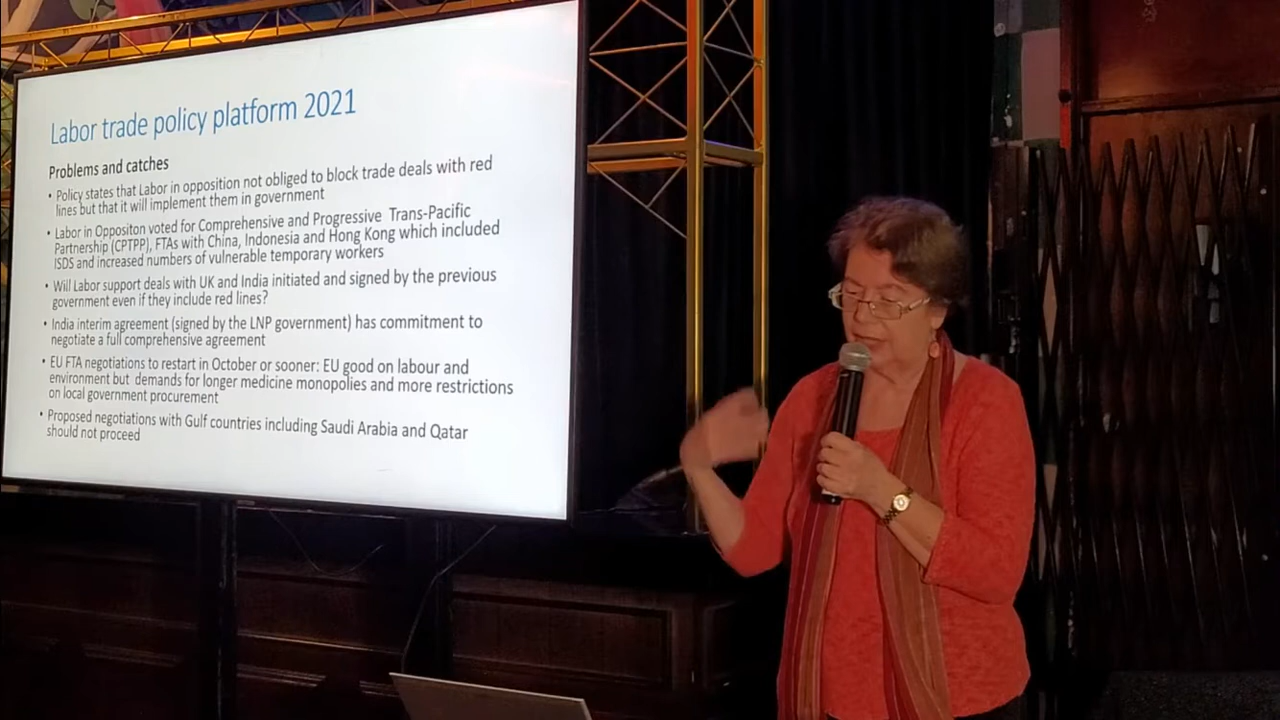 Labor trade policy platform 2021
Problems and catches
• Policy states that Labor in opposition not obliged to block trade deals with red
lines but that it will implement them in government
• Labor in Oppositon voted for Comprehensive and Progressive Trans-Pacific
Partnership (CPTPP), FTAs with China, Indonesia and Hong Kong which included
ISDS and increased numbers of vulnerable temporary workers
• Will Labor support deals with UK and India initiated and signed by the previous
government even if they include red lines?
• India interim agreement (signed by the LNP government) has commitment to
negotiate a full comprehensive agreement
• EU FTA negotiations to restart in October or sooner: EU good on labour and
environment but demands for longer medicine monopolies and more restrictions
on local government procurement
• Proposed negotiations with Gulf countries including Saudi Arabia and Qatar
should not proceed